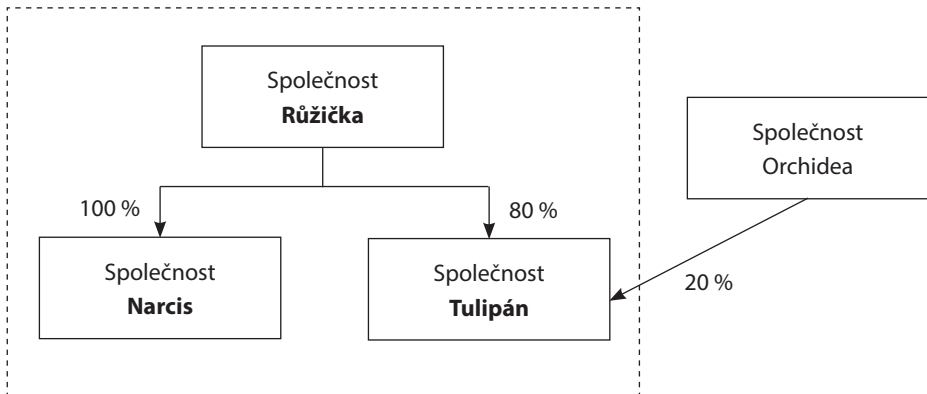 Společnost
Růžička
Společnost
Orchidea
100 %
80 %
Společnost
Narcis
Společnost
Tulipán
20 %